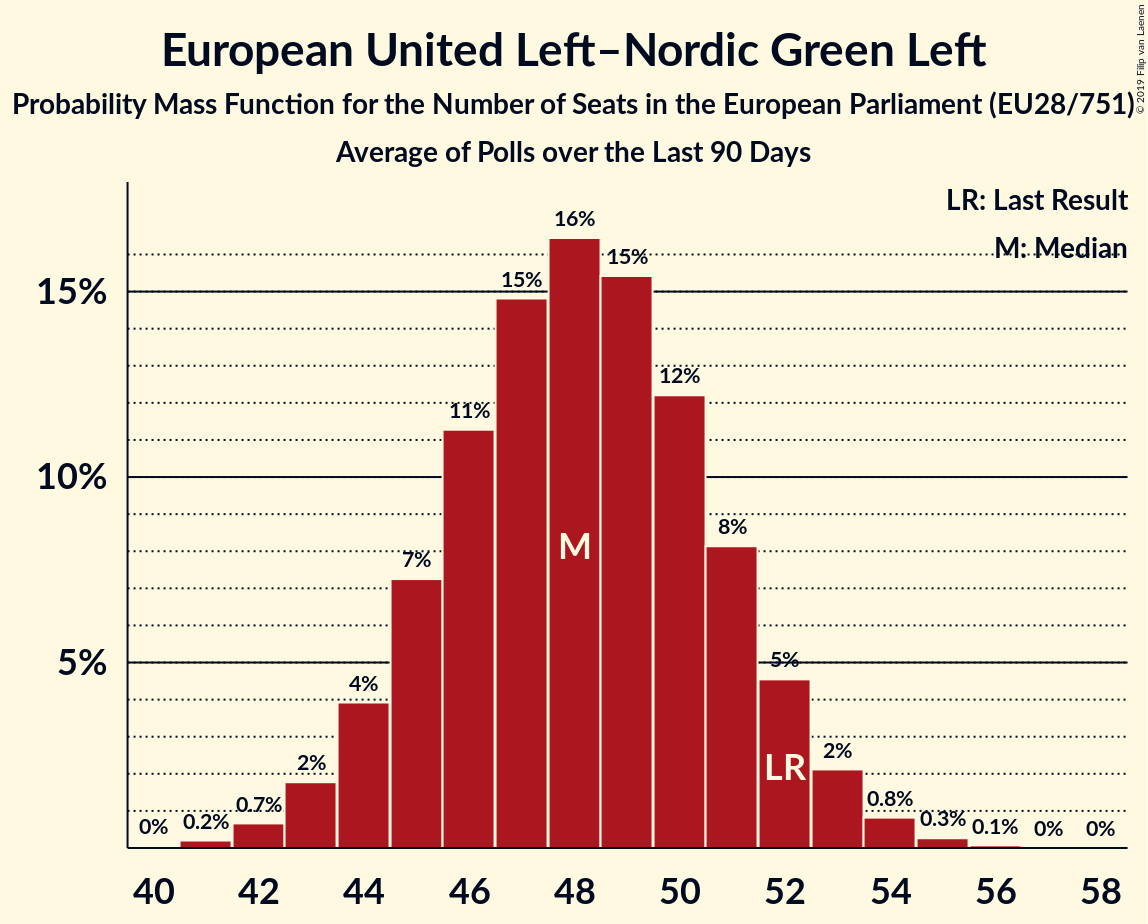 European United Left–Nordic Green Left
Probability Mass Function for the Number of Seats in the European Parliament (EU28/751)
Average of Polls over the Last 90 Days
© 2019 Filip van Laenen
LR: Last Result
M: Median
15%
10%
5%
0%
0.2%
0.7%
2%
4%
7%
11%
15%
16%
15%
12%
8%
5%
2%
0.8%
0.3%
0.1%
0%
0%
M
LR
40 42 44 46 48 50 52 54 56 58